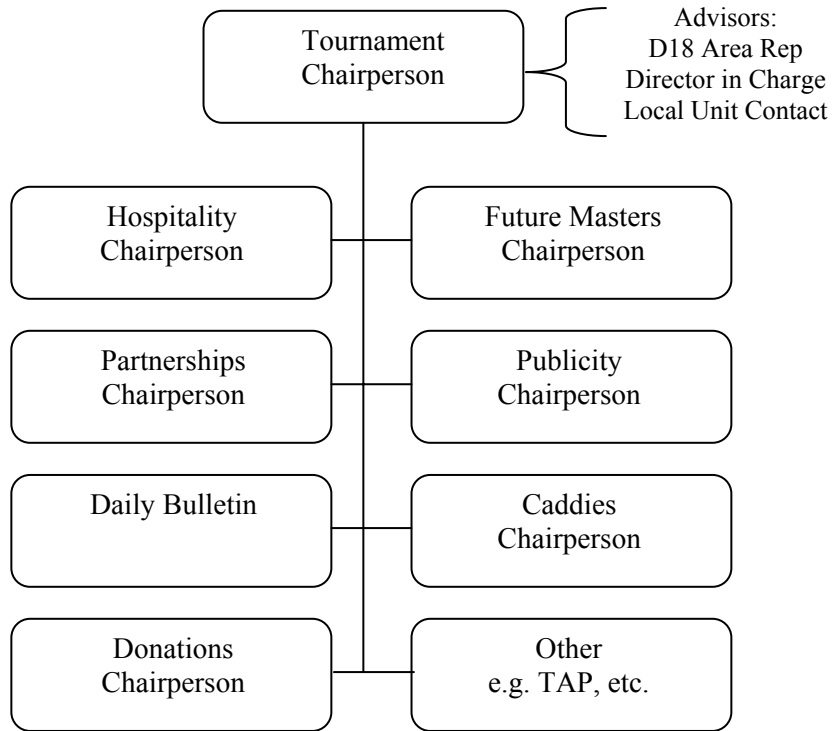 Tournament
Chairperson
Advisors:
D18 Area Rep
Director in Charge
Local Unit Contact
Hospitality
Chairperson
Future Masters
Chairperson
Partnerships
Chairperson
Publicity
Chairperson
Daily Bulletin
Caddies
Chairperson
Donations
Chairperson
Other
e.g. TAP, etc.